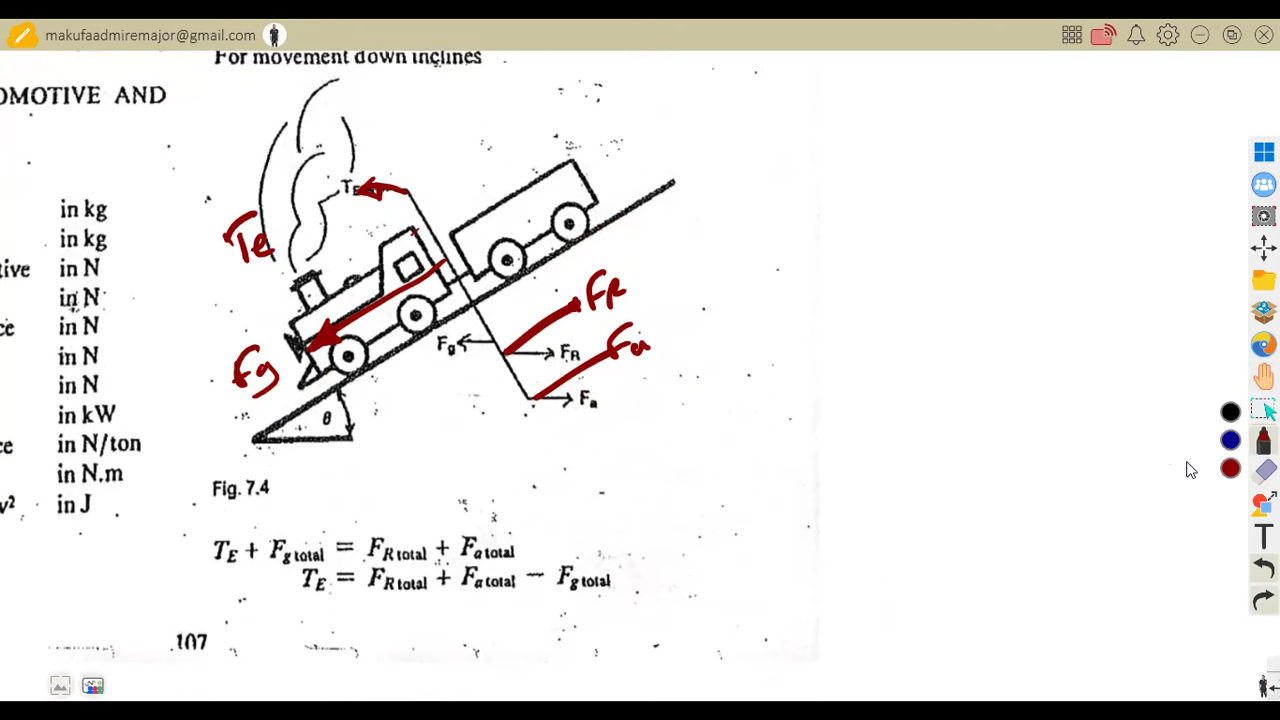 makufaadmiremajor@gmail.com
For movement down inclines
OMOTIVE AND
in kg
in kg
tive in N
in N
ce in N
in N
in N
in kW
ce in N/ton
in N.m
v² in J
TE
Te
Fg
Fg
FR
FR
Fa
Fa
θ
Fig. 7.4
TE + Fg total = FR total + Fa total
TE = FR total + Fa total − Fg total
107
T